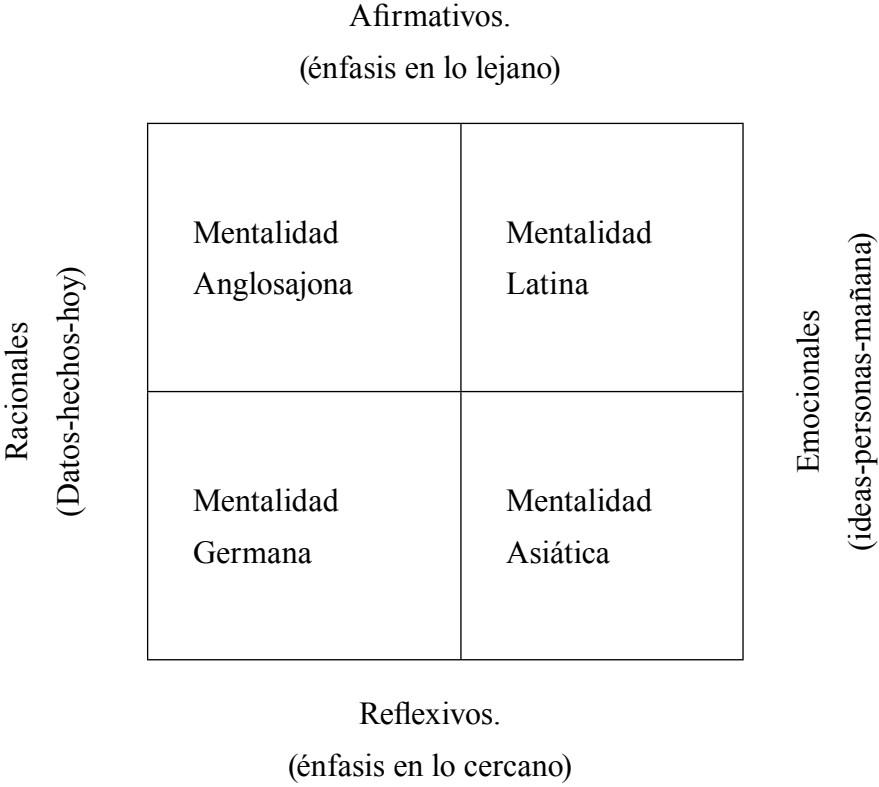 Afirmativos.
(énfasis en lo lejano)
Racionales
(Datos-hechos-hoy)
Mentalidad
Anglosajona
Mentalidad
Latina
Mentalidad
Germana
Mentalidad
Asiática
Emocionales
(ideas-personas-mañana)
Reflexivos.
(énfasis en lo cercano)